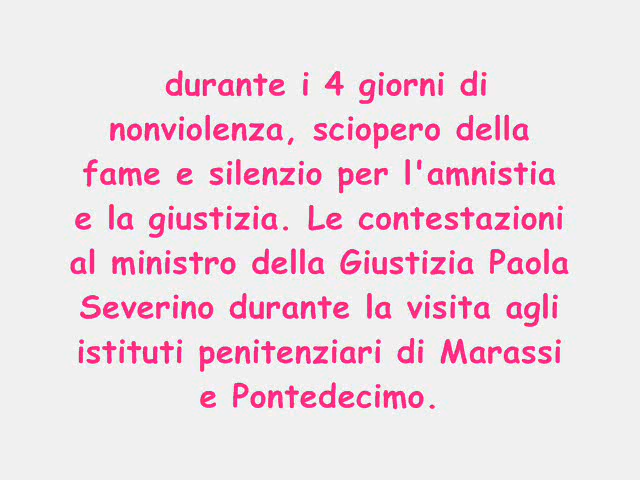 durante i 4 giorni di
nonviolenza, sciopero della
fame e silenzio per l'amnistia
e la giustizia. Le contestazioni
al ministro della Giustizia Paola
Severino durante la visita agli
istituti penitenziari di Marassi
e Pontedecimo.